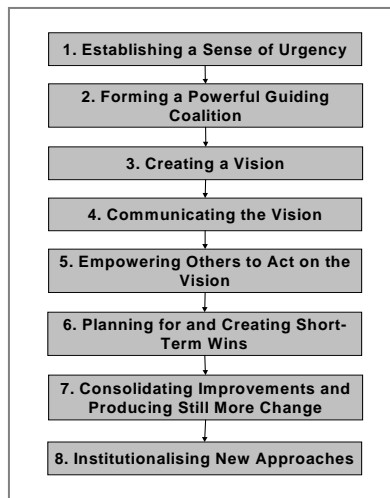 1. Establishing a Sense of Urgency
2. Forming a Powerful Guiding
Coalition
3. Creating a Vision
4. Communicating the Vision
5. Empowering Others to Act on the
Vision
6. Planning for and Creating Short-
Term Wins
7. Consolidating Improvements and
Producing Still More Change
8. Institutionalising New Approaches